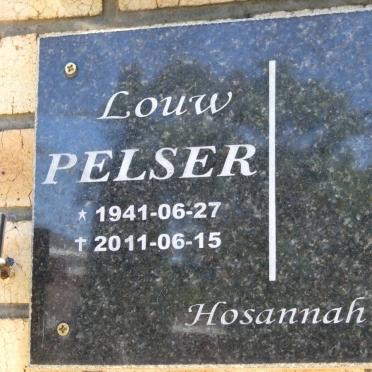 Louw
PELSER
★ 1941-06-27
✝ 2011-06-15
Hosannah